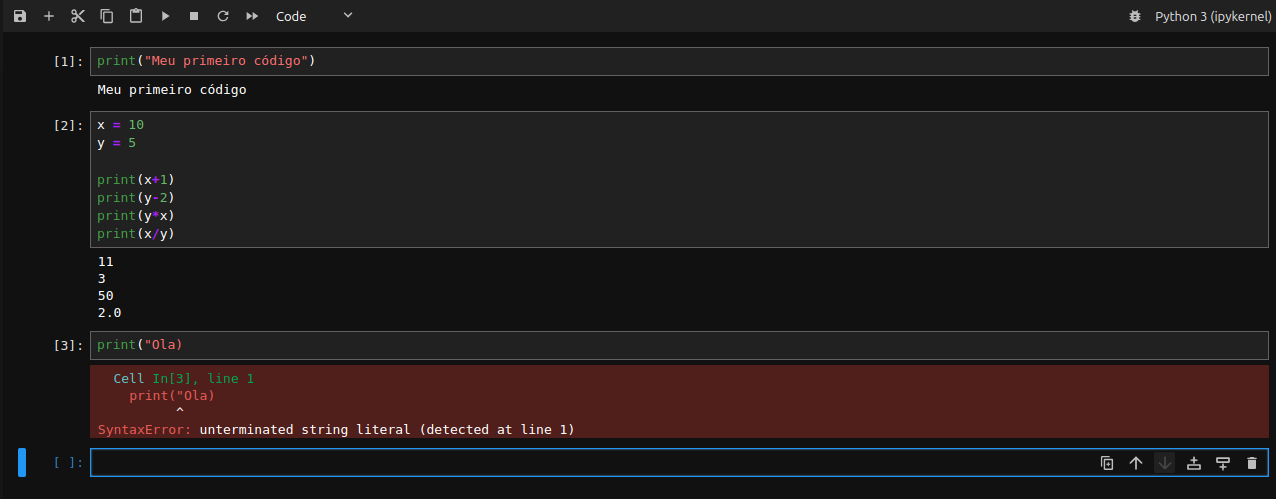 Code
Python 3 (ipykernel)
[1]: print("Meu primeiro código")
Meu primeiro código
[2]: x = 10
y = 5
print(x+1)
print(y-2)
print(y*x)
print(x/y)
11
3
50
2.0
[3]: print("Ola)
Cell In[3], line 1
print("Ola)
^
SyntaxError: unterminated string literal (detected at line 1)
[ ]: